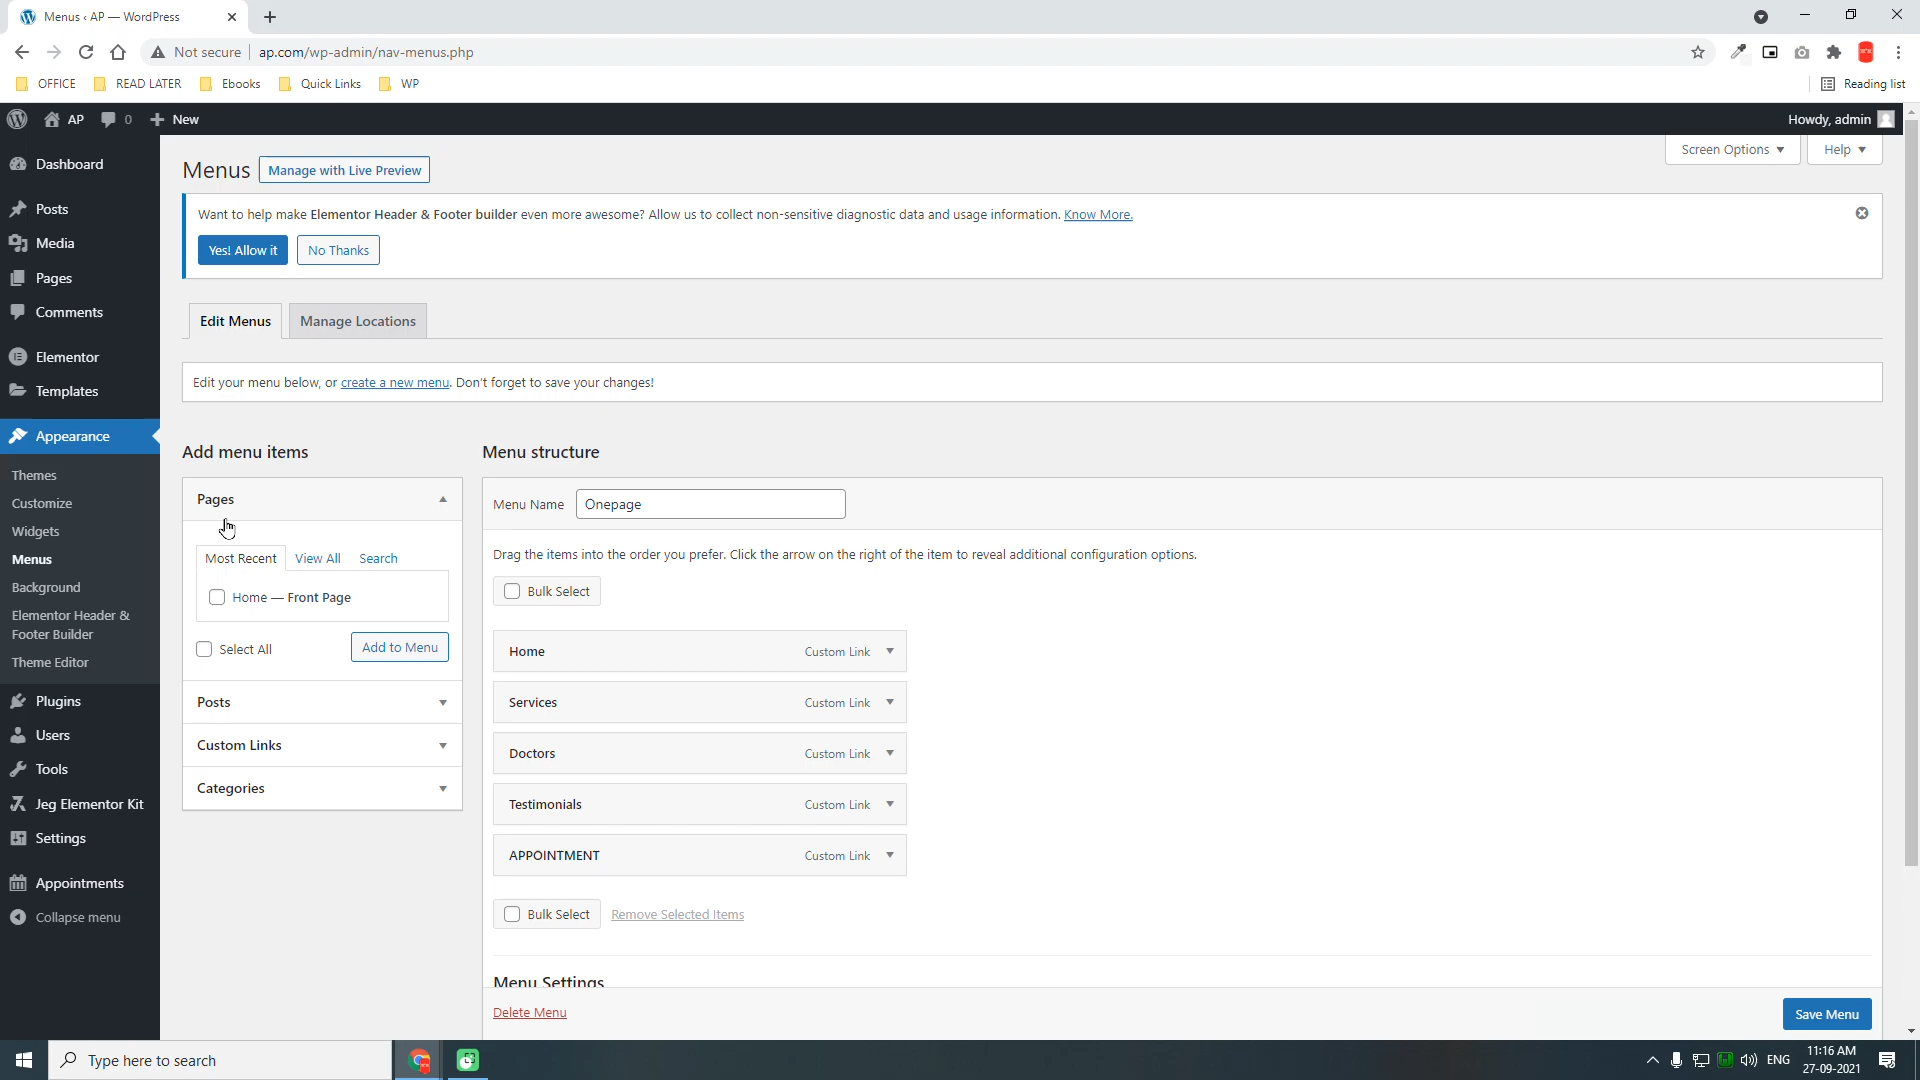 Menus ‹ AP — WordPress
Not secure
ap.com/wp-admin/nav-menus.php
OFFICE
READ LATER
Ebooks
Quick Links
WP
Reading list
AP
0
New
Howdy, admin
Dashboard
Posts
Media
Pages
Comments
Elementor
Templates
Appearance
Themes
Customize
Widgets
Menus
Background
Elementor Header &
Footer Builder
Theme Editor
Plugins
Users
Tools
Jeg Elementor Kit
Settings
Appointments
Collapse menu
Menus
Manage with Live Preview
Screen Options
Help
Want to help make Elementor Header & Footer builder even more awesome? Allow us to collect non-sensitive diagnostic data and usage information. Know More.
Yes! Allow it
No Thanks
Edit Menus
Manage Locations
Edit your menu below, or create a new menu. Don't forget to save your changes!
Add menu items
Pages
Most Recent
View All
Search
Home — Front Page
Select All
Add to Menu
Posts
Custom Links
Categories
Menu structure
Menu Name
Onepage
Drag the items into the order you prefer. Click the arrow on the right of the item to reveal additional configuration options.
Bulk Select
Home
Custom Link
Services
Custom Link
Doctors
Custom Link
Testimonials
Custom Link
APPOINTMENT
Custom Link
Bulk Select
Remove Selected Items
Menu Settings
Delete Menu
Save Menu
Type here to search
ENG
11:16 AM
27-09-2021